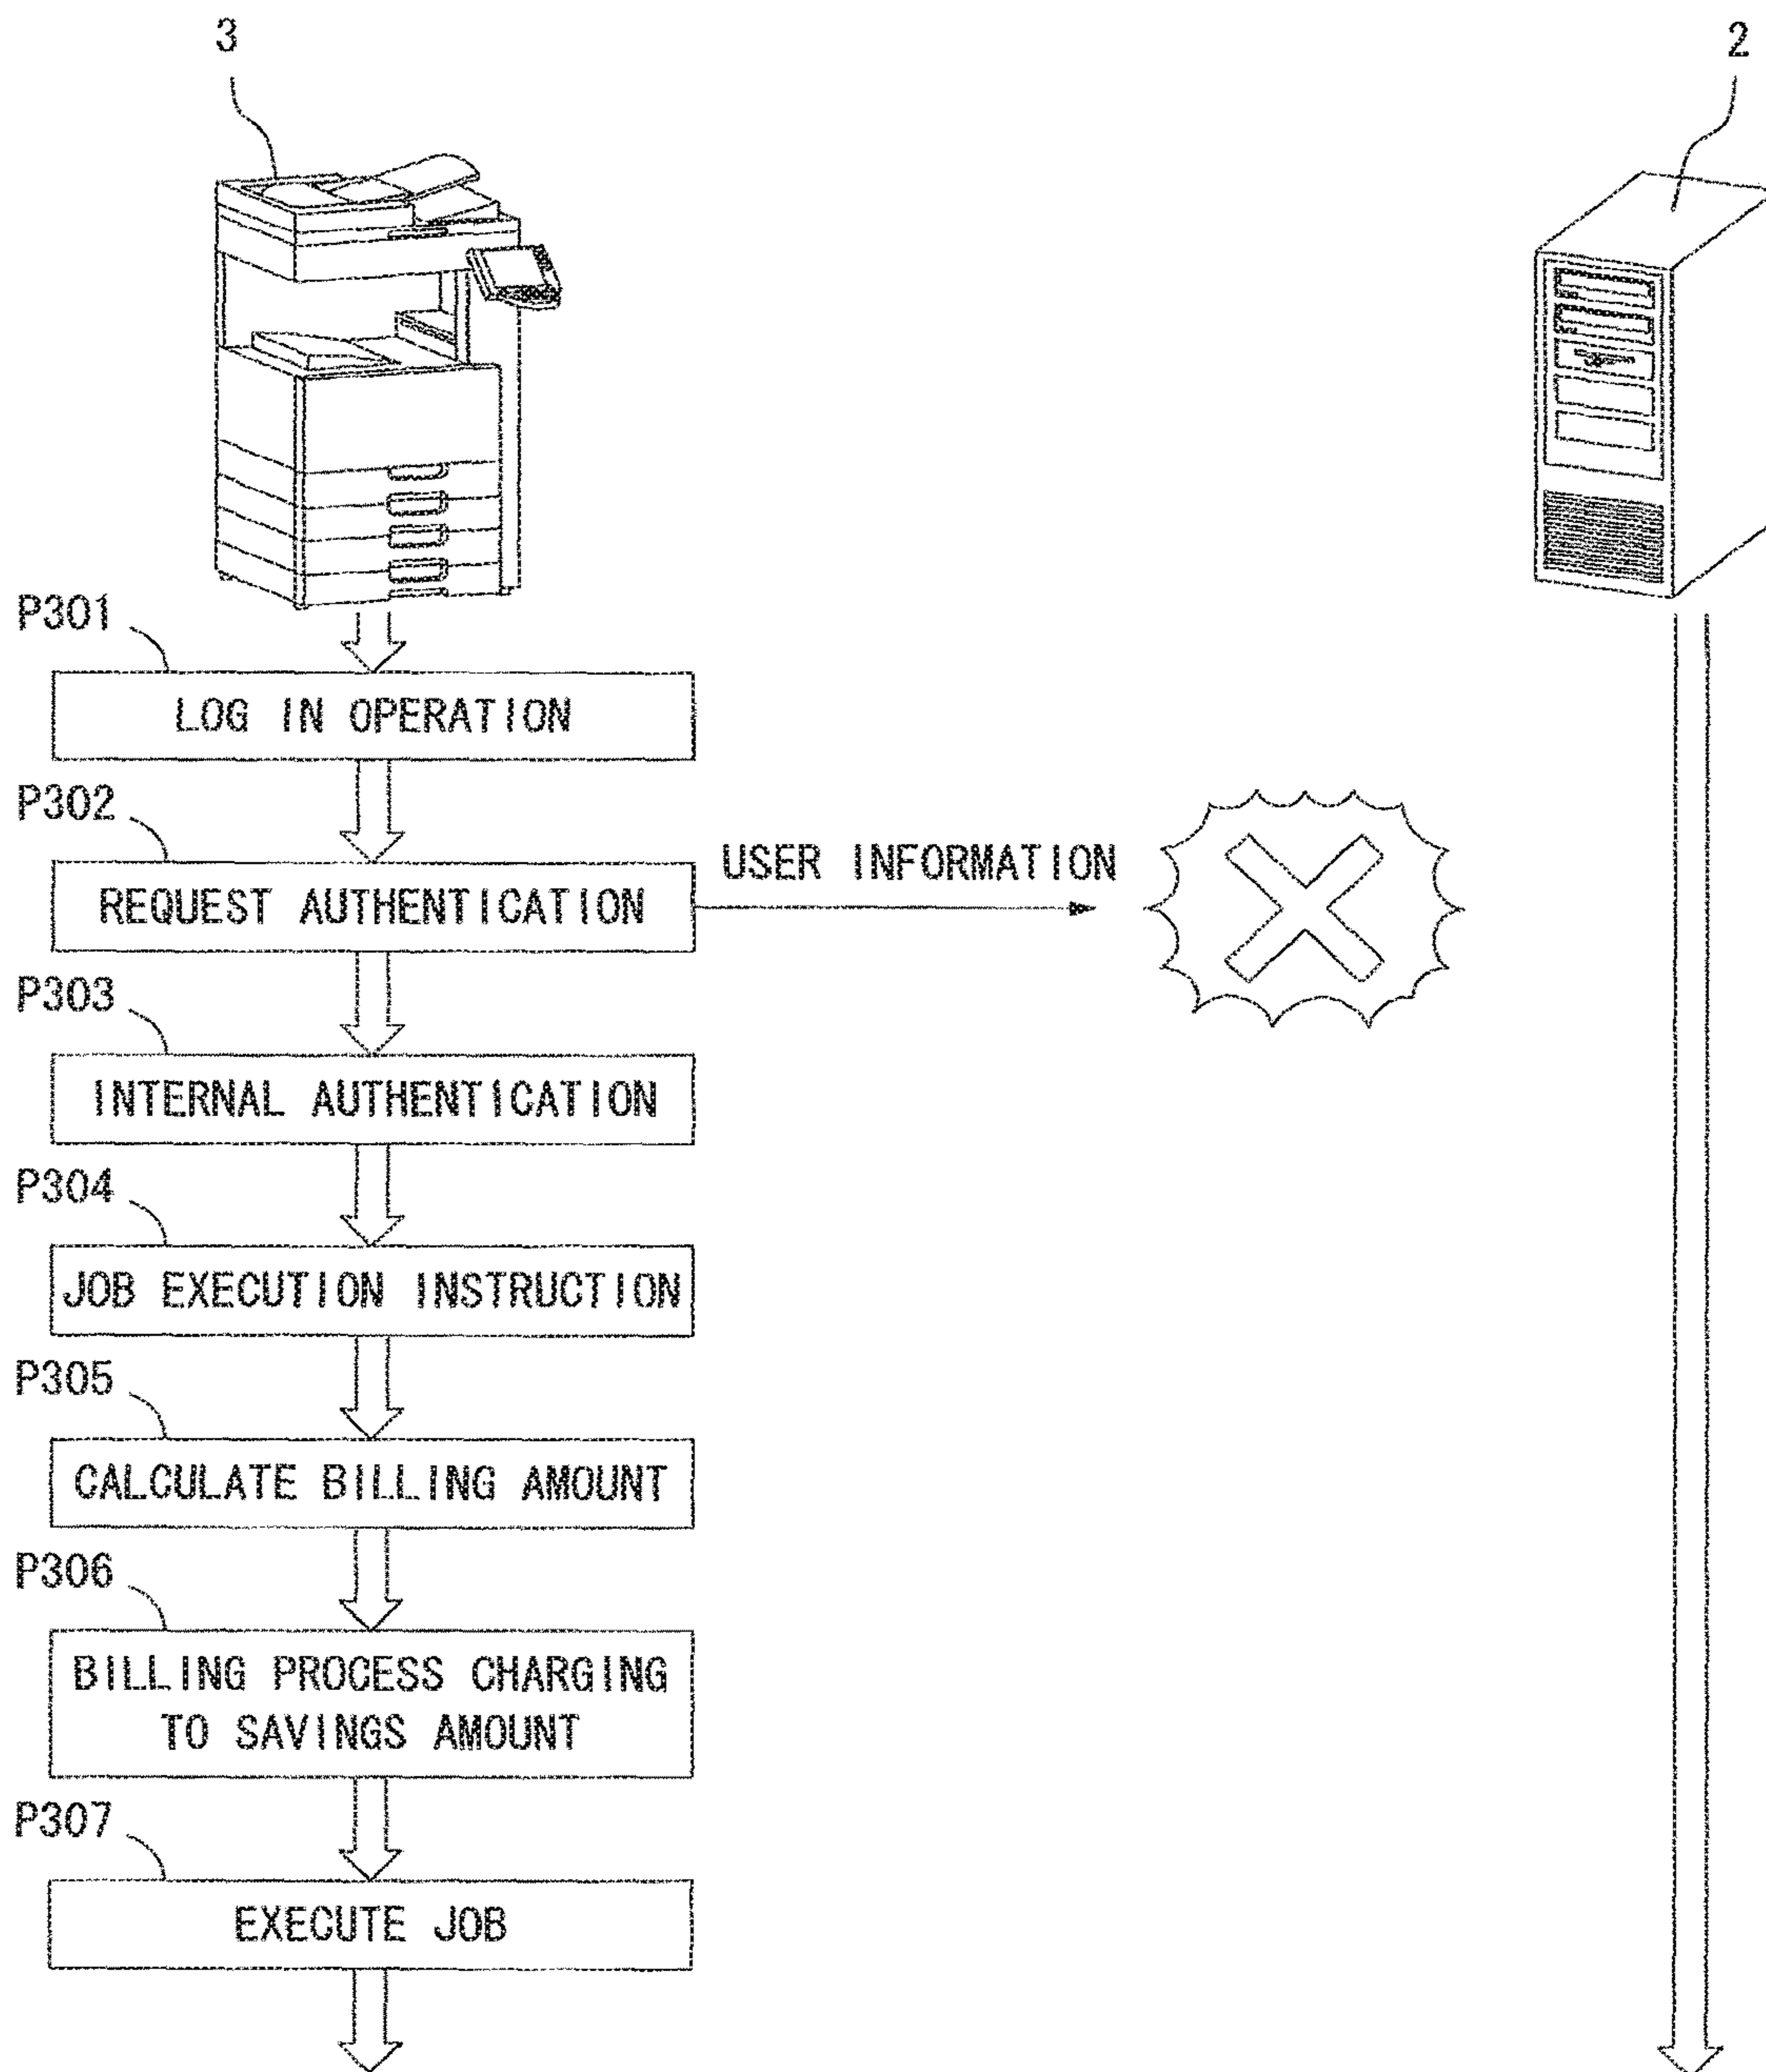 3
2
P301
LOG IN OPERATION
P302
REQUEST AUTHENTICATION
USER INFORMATION
P303
INTERNAL AUTHENTICATION
P304
JOB EXECUTION INSTRUCTION
P305
CALCULATE BILLING AMOUNT
P306
BILLING PROCESS CHARGING
TO SAVINGS AMOUNT
P307
EXECUTE JOB